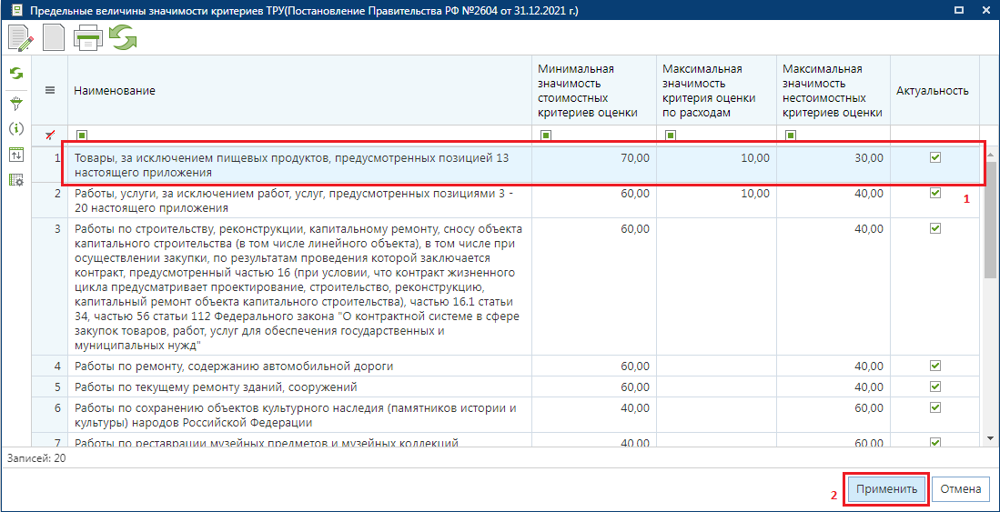 Предельные величины значимости критериев ТРУ(Постановление Правительства РФ №2604 от 31.12.2021 г.)
Наименование
Минимальная
значимость
стоимостных
критериев оценки
Максимальная
значимость
критерия оценки
по расходам
Максимальная
значимость
нестоимостных
критериев оценки
Актуальность
1 Товары, за исключением пищевых продуктов, предусмотренных позицией 13 70,00 10,00 30,00
настоящего приложения
2 Работы, услуги, за исключением работ, услуг, предусмотренных позициями 3 - 60,00 10,00 40,00
20 настоящего приложения
1
3 Работы по строительству, реконструкции, капитальному ремонту, сносу объекта 60,00 40,00
капитального строительства (в том числе линейного объекта), в том числе при
осуществлении закупки, по результатам проведения которой заключается
контракт, предусмотренный частью 16 (при условии, что контракт жизненного
цикла предусматривает проектирование, строительство, реконструкцию,
капитальный ремонт объекта капитального строительства), частью 16.1 статьи
34, частью 56 статьи 112 Федерального закона "О контрактной системе в сфере
закупок товаров, работ, услуг для обеспечения государственных и
муниципальных нужд"
4 Работы по ремонту, содержанию автомобильной дороги 60,00 40,00
5 Работы по текущему ремонту зданий, сооружений 60,00 40,00
6 Работы по сохранению объектов культурного наследия (памятников истории и 40,00 60,00
культуры) народов Российской Федерации
7 Работы по реставрации музейных предметов и музейных коллекций 40,00 60,00
Записей: 20
2 Применить Отмена